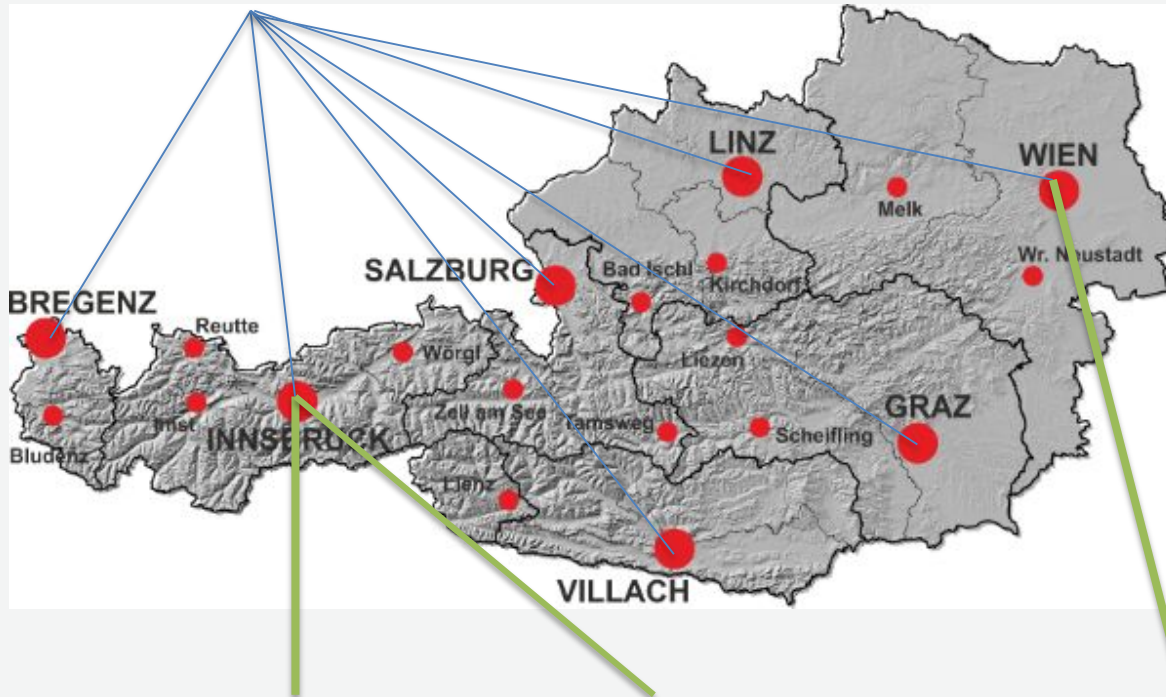 LINZ
WIEN
Melk
Wr. Neustadt
SALZBURG
Bad Ischl
Kirchdorf
BREGENZ
Reutte
Wörgl
Liezen
Imst
INNSBRUCK
Zell am See
Tamsweg
GRAZ
Scheifling
Bludenz
Lienz
VILLACH